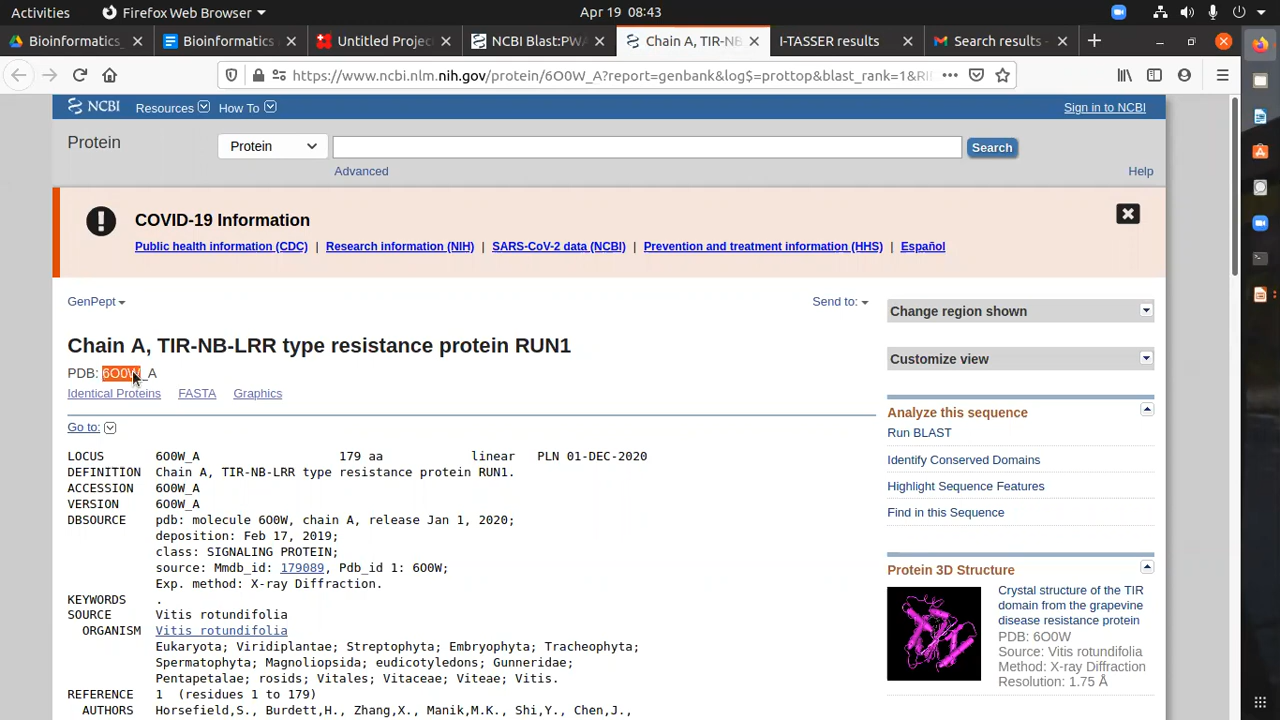 Activities Firefox Web Browser Apr 19 08:43
Bioinformatics_ Bioinformatics Untitled Projec NCBI Blast:PWA Chain A, TIR-NB I-TASSER results Search results -
https://www.ncbi.nlm.nih.gov/protein/6O0W_A?report=genbank&log$=prottop&blast_rank=1&RI
NCBI Resources How To Sign in to NCBI
Protein Protein Search
Advanced Help
COVID-19 Information
Public health information (CDC) | Research information (NIH) | SARS-CoV-2 data (NCBI) | Prevention and treatment information (HHS) | Español
GenPept Send to:
Change region shown
Chain A, TIR-NB-LRR type resistance protein RUN1
Customize view
PDB: 6O0W_A
Identical Proteins FASTA Graphics
Analyze this sequence
Go to:
Run BLAST
LOCUS 6O0W_A 179 aa linear PLN 01-DEC-2020
Identify Conserved Domains
DEFINITION Chain A, TIR-NB-LRR type resistance protein RUN1.
ACCESSION 6O0W_A
Highlight Sequence Features
VERSION 6O0W_A
Find in this Sequence
DBSOURCE pdb: molecule 6O0W, chain A, release Jan 1, 2020;
deposition: Feb 17, 2019;
class: SIGNALING PROTEIN;
source: Mmdb_id: 179089, Pdb_id 1: 6O0W;
Exp. method: X-ray Diffraction.
Protein 3D Structure
KEYWORDS .
Crystal structure of the TIR
domain from the grapevine
disease resistance protein
PDB: 6O0W
Source: Vitis rotundifolia
Method: X-ray Diffraction
Resolution: 1.75 Å
SOURCE Vitis rotundifolia
ORGANISM Vitis rotundifolia
Eukaryota; Viridiplantae; Streptophyta; Embryophyta; Tracheophyta;
Spermatophyta; Magnoliopsida; eudicotyledons; Gunneridae;
Pentapetalae; rosids; Vitales; Vitaceae; Viteae; Vitis.
REFERENCE 1 (residues 1 to 179)
AUTHORS Horsefield,S., Burdett,H., Zhang,X., Manik,M.K., Shi,Y., Chen,J.,